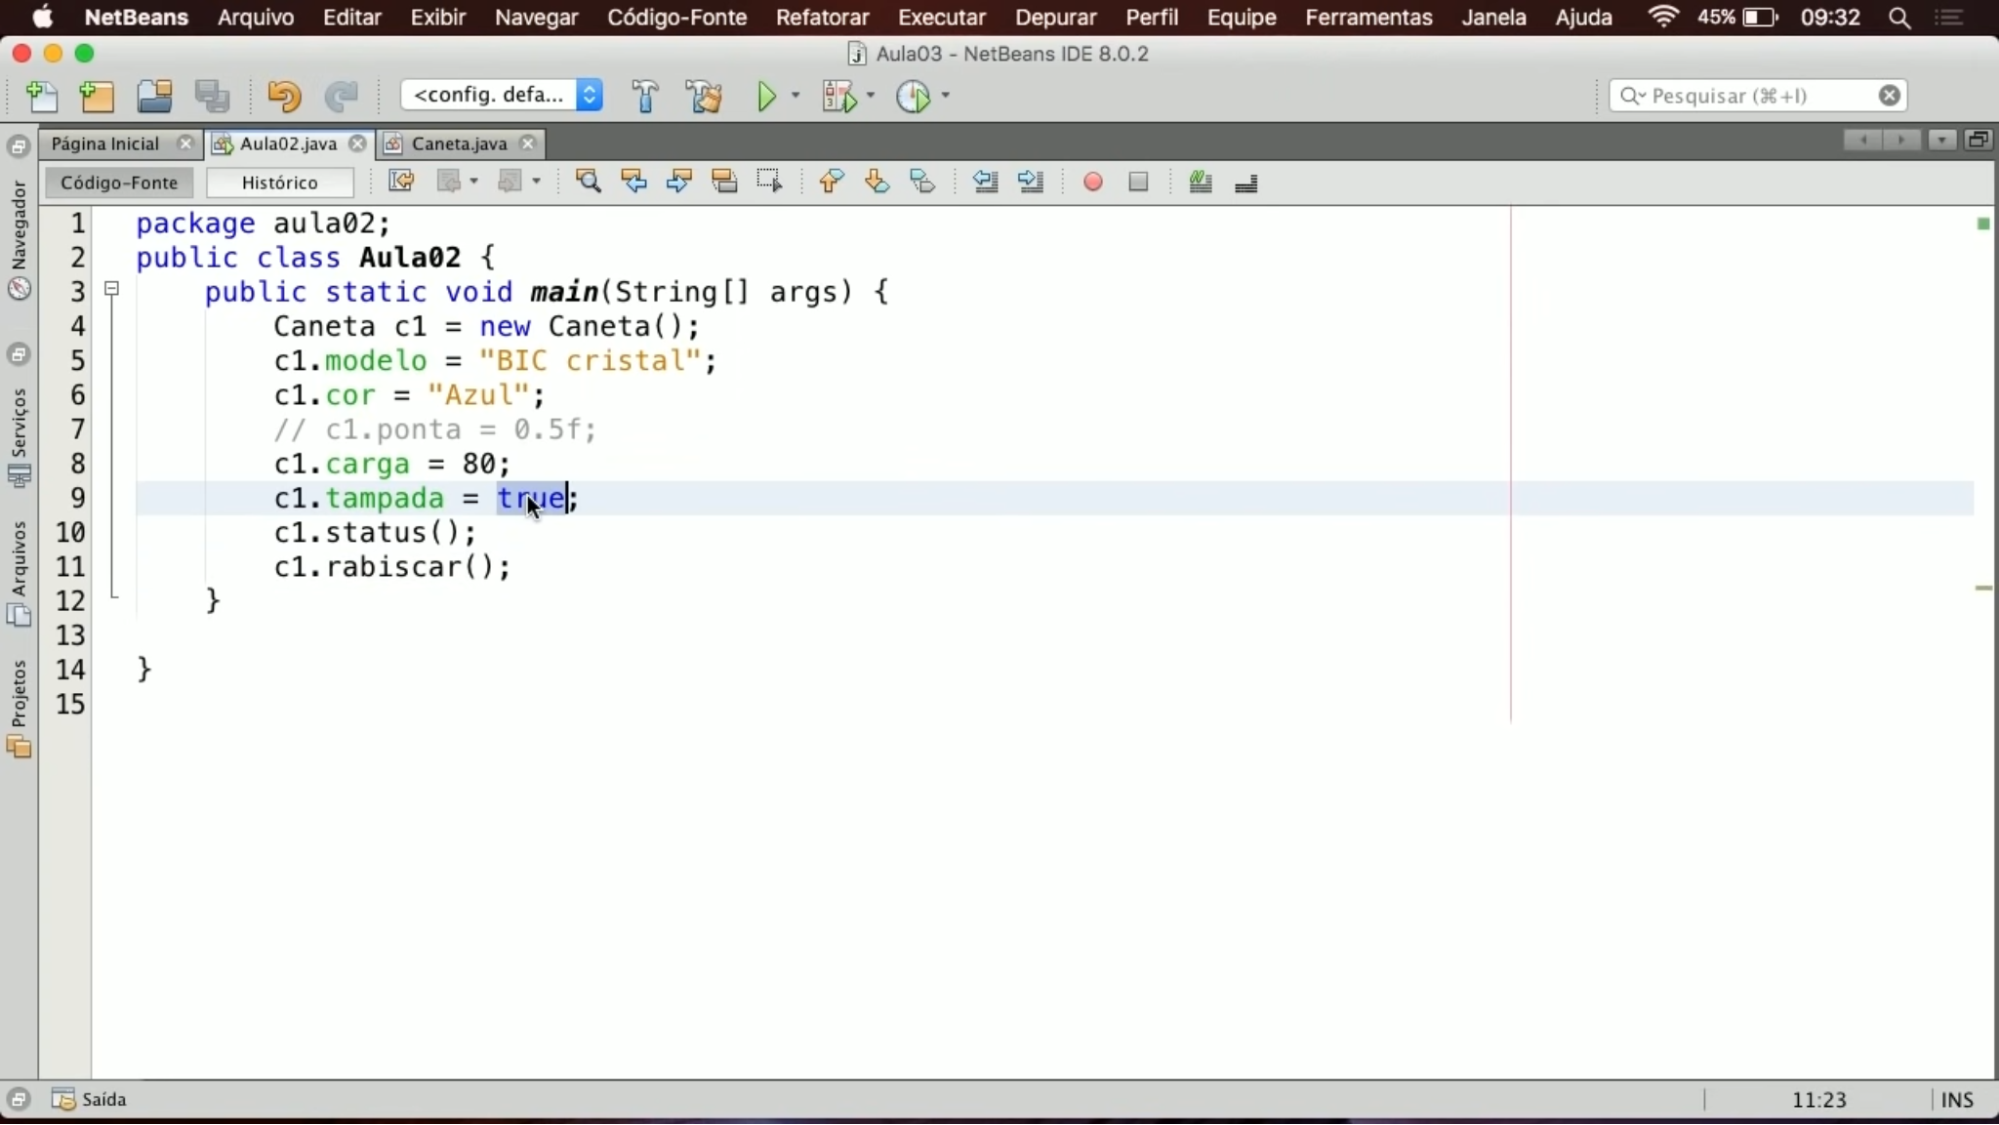 NetBeans Arquivo Editar Exibir Navegar Código-Fonte Refatorar Executar Depurar Perfil Equipe Ferramentas Janela Ajuda 45% 09:32
Aula03 - NetBeans IDE 8.0.2
<config. defa... Pesquisar (⌘+I)
Página Inicial Aula02.java Caneta.java
Código-Fonte Histórico
Navegador
Serviços
Arquivos
Projetos
1 package aula02;
2 public class Aula02 {
3 public static void main(String[] args) {
4 Caneta c1 = new Caneta();
5 c1.modelo = "BIC cristal";
6 c1.cor = "Azul";
7 // c1.ponta = 0.5f;
8 c1.carga = 80;
9 c1.tampada = true;
10 c1.status();
11 c1.rabiscar();
12 }
13
14 }
15
Saída 11:23 INS